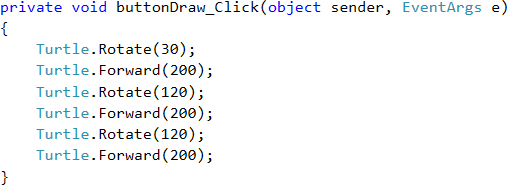 private void buttonDraw_Click(object sender, EventArgs e)
{
    Turtle.Rotate(30);
    Turtle.Forward(200);
    Turtle.Rotate(120);
    Turtle.Forward(200);
    Turtle.Rotate(120);
    Turtle.Forward(200);
}